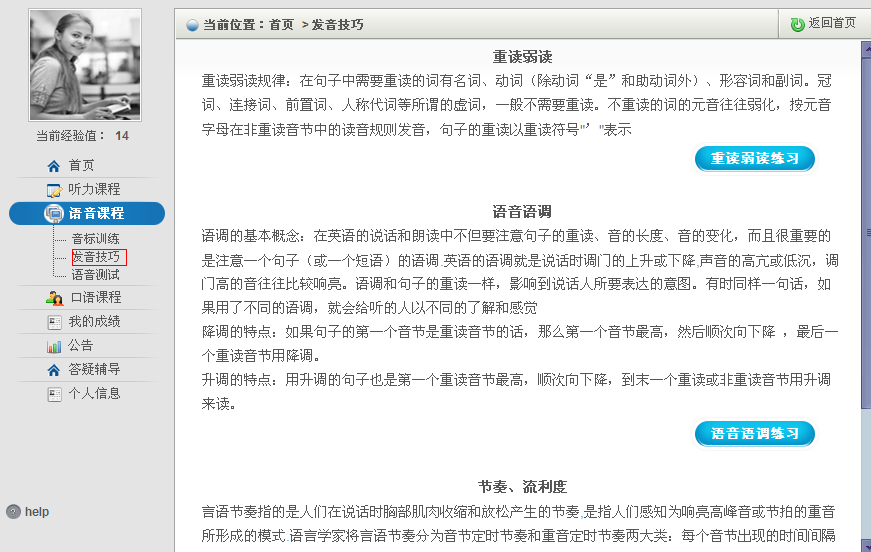 当前经验值： 14
首页
听力课程
语音课程
音标训练
发音技巧
语音测试
口语课程
我的成绩
公告
答疑辅导
个人信息
help
当前位置：首页 >发音技巧
返回首页
重读弱读
重读弱读规律：在句子中需要重读的词有名词、动词（除动词“是”和助动词外）、形容词和副词。冠
词、连接词、前置词、人称代词等所谓的虚词，一般不需要重读。不重读的词的元音往往弱化，按元音
字母在非重读音节中的读音规则发音，句子的重读以重读符号"’"表示
重读弱读练习
语音语调
语调的基本概念：在英语的说话和朗读中不但要注意句子的重读、音的长度、音的变化，而且很重要的
是注意一个句子（或一个短语）的语调.英语的语调就是说话时调门的上升或下降,声音的高亢或低沉，调
门高的音往往比较响亮。语调和句子的重读一样，影响到说话人所要表达的意图。有时同样一句话，如
果用了不同的语调，就会给听的人以不同的了解和感觉
降调的特点：如果句子的第一个音节是重读音节的话，那么第一个音节最高，然后顺次向下降 ，最后一
个重读音节用降调。
升调的特点：用升调的句子也是第一个重读音节最高，顺次向下降，到末一个重读或非重读音节用升调
来读。
语音语调练习
节奏、流利度
言语节奏指的是人们在说话时胸部肌肉收缩和放松产生的节奏,是指人们感知为响亮高峰音或节拍的重音
所形成的模式.语言学家将言语节奏分为音节定时节奏和重音定时节奏两大类：每个音节出现的时间间隔